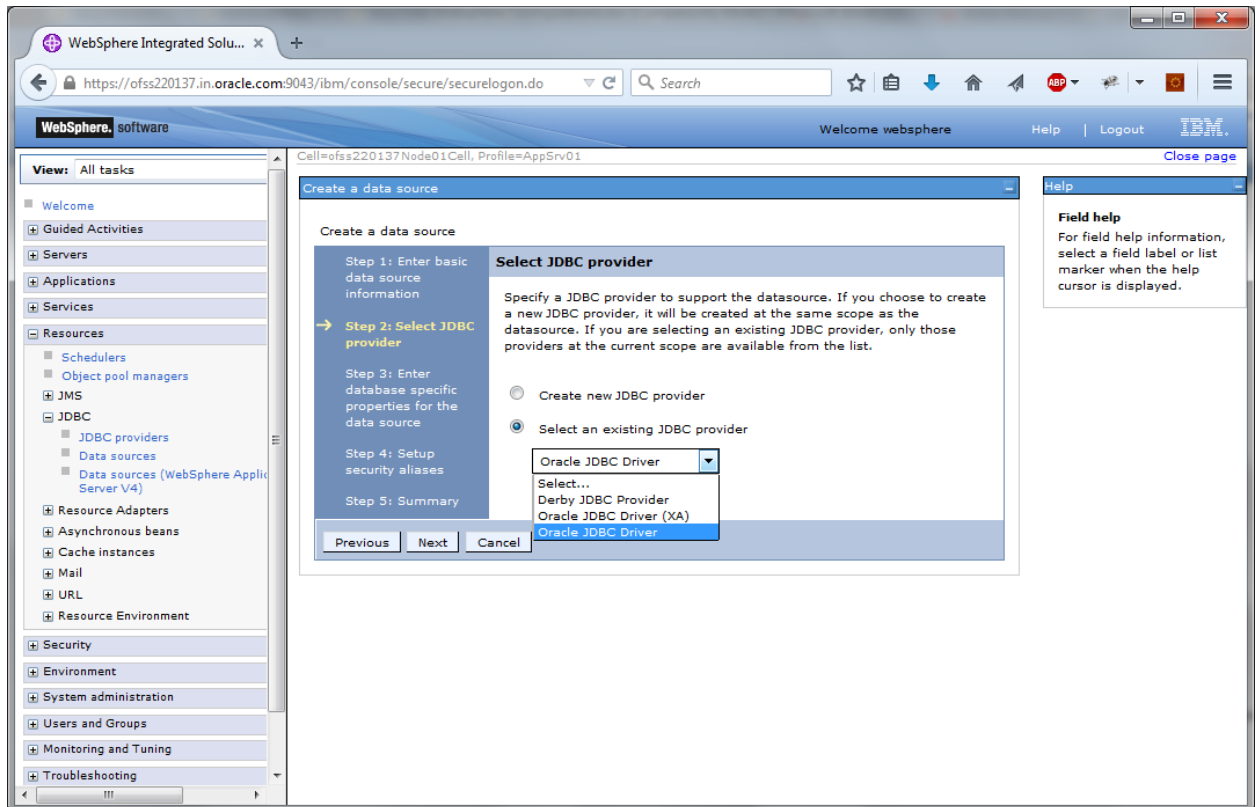 WebSphere Integrated Solu...
https://ofss220137.in.oracle.com:9043/ibm/console/secure/securelogon.do
Search
ABP
WebSphere. software
Welcome websphere
Help | Logout
IBM.
View: All tasks
Welcome
Guided Activities
Servers
Applications
Services
Resources
Schedulers
Object pool managers
JMS
JDBC
JDBC providers
Data sources
Data sources (WebSphere Applic
Server V4)
Resource Adapters
Asynchronous beans
Cache instances
Mail
URL
Resource Environment
Security
Environment
System administration
Users and Groups
Monitoring and Tuning
Troubleshooting
Cell=ofss220137Node01Cell, Profile=AppSrv01
Close page
Create a data source
Create a data source
Step 1: Enter basic
data source
information
Step 2: Select JDBC
provider
Step 3: Enter
database specific
properties for the
data source
Step 4: Setup
security aliases
Step 5: Summary
Select JDBC provider
Specify a JDBC provider to support the datasource. If you choose to create
a new JDBC provider, it will be created at the same scope as the
datasource. If you are selecting an existing JDBC provider, only those
providers at the current scope are available from the list.
Create new JDBC provider
Select an existing JDBC provider
Oracle JDBC Driver
Select...
Derby JDBC Provider
Oracle JDBC Driver (XA)
Oracle JDBC Driver
Previous
Next
Cancel
Help
Field help
For field help information,
select a field label or list
marker when the help
cursor is displayed.